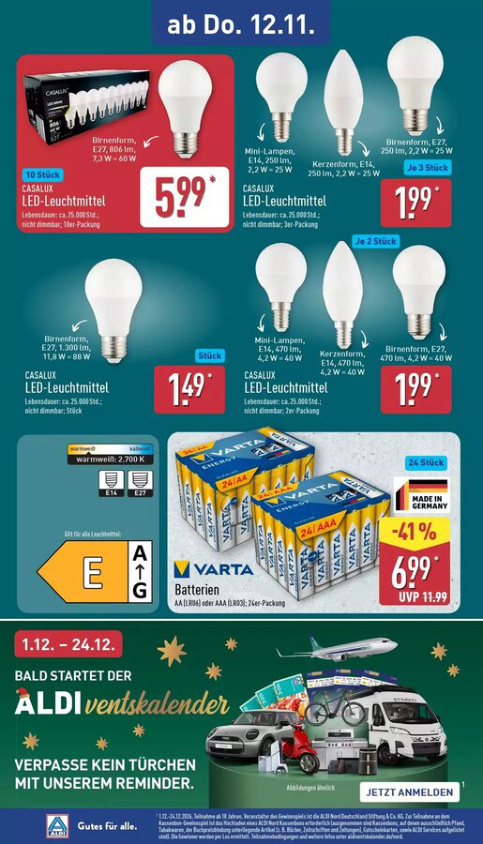 ab Do. 12.11.
CASALUX
Birnenform,
E27, 806 lm,
7,3 W = 60 W
10 Stück
CASALUX
LED-Leuchtmittel
Lebensdauer: ca. 25.000 Std.;
nicht dimmbar; 10er-Packung
5.99*
Mini-Lampen,
E14, 250 lm,
2,2 W = 25 W
Kerzenform, E14,
250 lm, 2,2 W = 25 W
Birnenform, E27,
250 lm, 2,2 W = 25 W
Je 3 Stück
CASALUX
LED-Leuchtmittel
Lebensdauer: ca. 25.000 Std.;
nicht dimmbar; 3er-Packung
1.99*
Birnenform,
E27, 1.300 lm,
11,8 W = 88 W
Stück
CASALUX
LED-Leuchtmittel
Lebensdauer: ca. 25.000 Std.;
nicht dimmbar; Stück
1.49*
Je 2 Stück
Mini-Lampen,
E14, 470 lm,
4,2 W = 40 W
Kerzenform,
E14, 470 lm,
4,2 W = 40 W
Birnenform, E27,
470 lm, 4,2 W = 40 W
CASALUX
LED-Leuchtmittel
Lebensdauer: ca. 25.000 Std.;
nicht dimmbar; 2er-Packung
1.99*
warmweiß kaltweiß
warmweiß: 2.700 K
E14 E27
Gilt für alle Leuchtmittel:
E
A
G
24 AA
VARTA
ENERGY
24 AAA
VARTA
ENERGY
24 Stück
MADE IN
GERMANY
VARTA
Batterien
AA (LR06) oder AAA (LR03); 24er-Packung
-41%
6.99*
UVP 11.99
1.12. – 24.12.
BALD STARTET DER
ALDIventskalender
VERPASSE KEIN TÜRCHEN
MIT UNSEREM REMINDER.
Abbildungen ähnlich
JETZT ANMELDEN
1
ALDI
Gutes für alle.